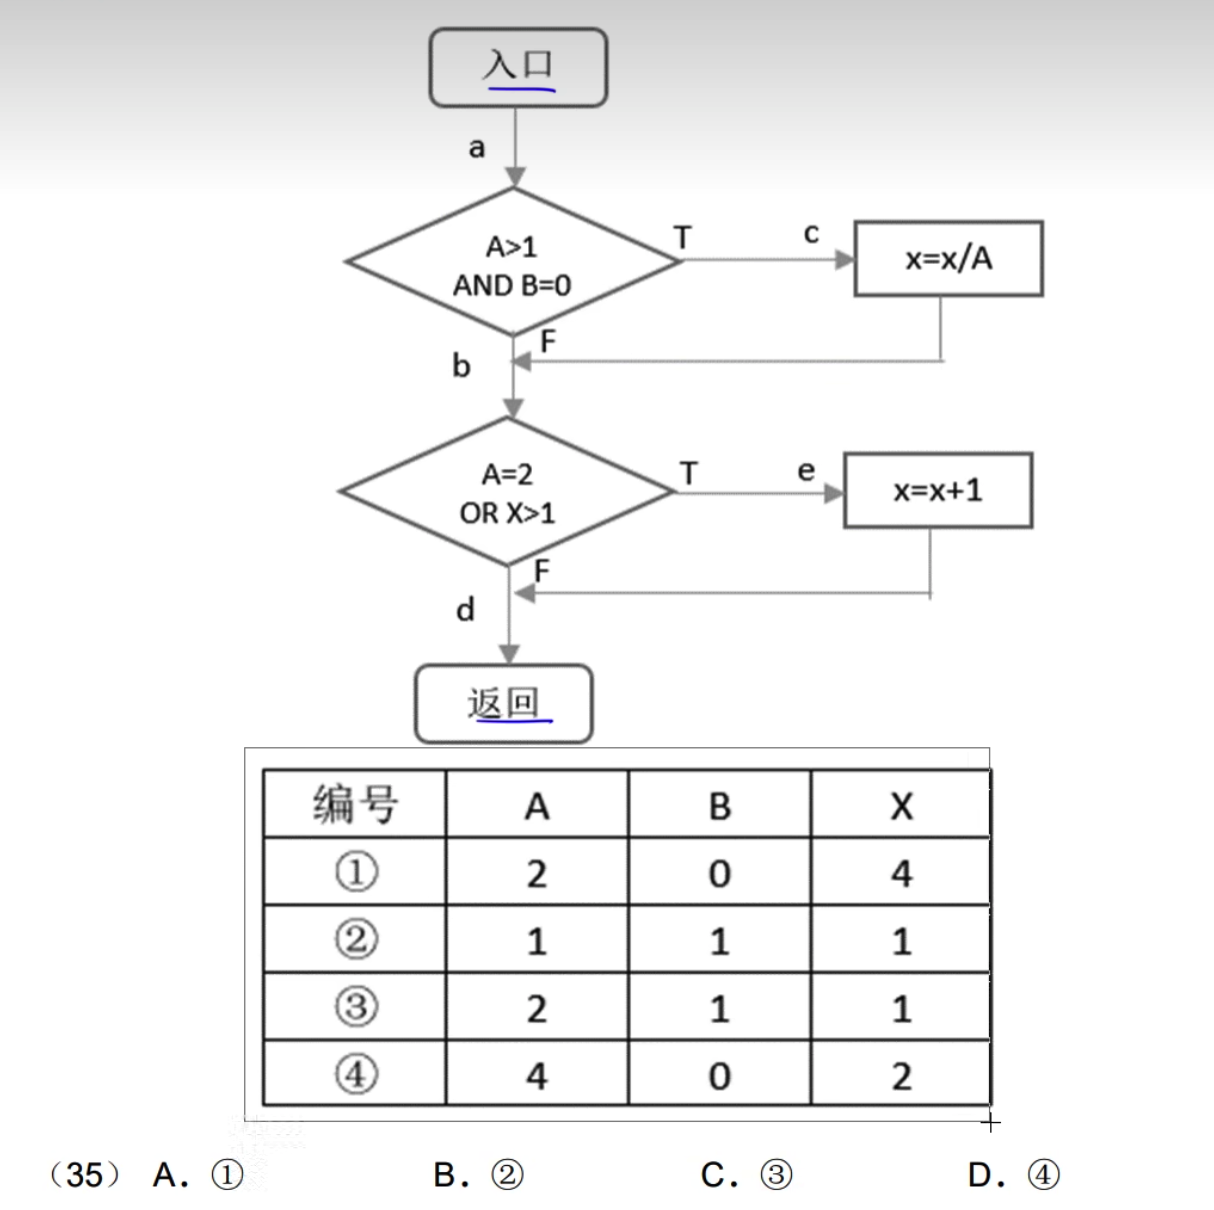 入口
a
A>1
AND B=0
T
c
x=x/A
F
b
A=2
OR X>1
T
e
x=x+1
F
d
返回
编号 A B X
① 2 0 4
② 1 1 1
③ 2 1 1
④ 4 0 2
（35） A. ① B. ② C. ③ D. ④